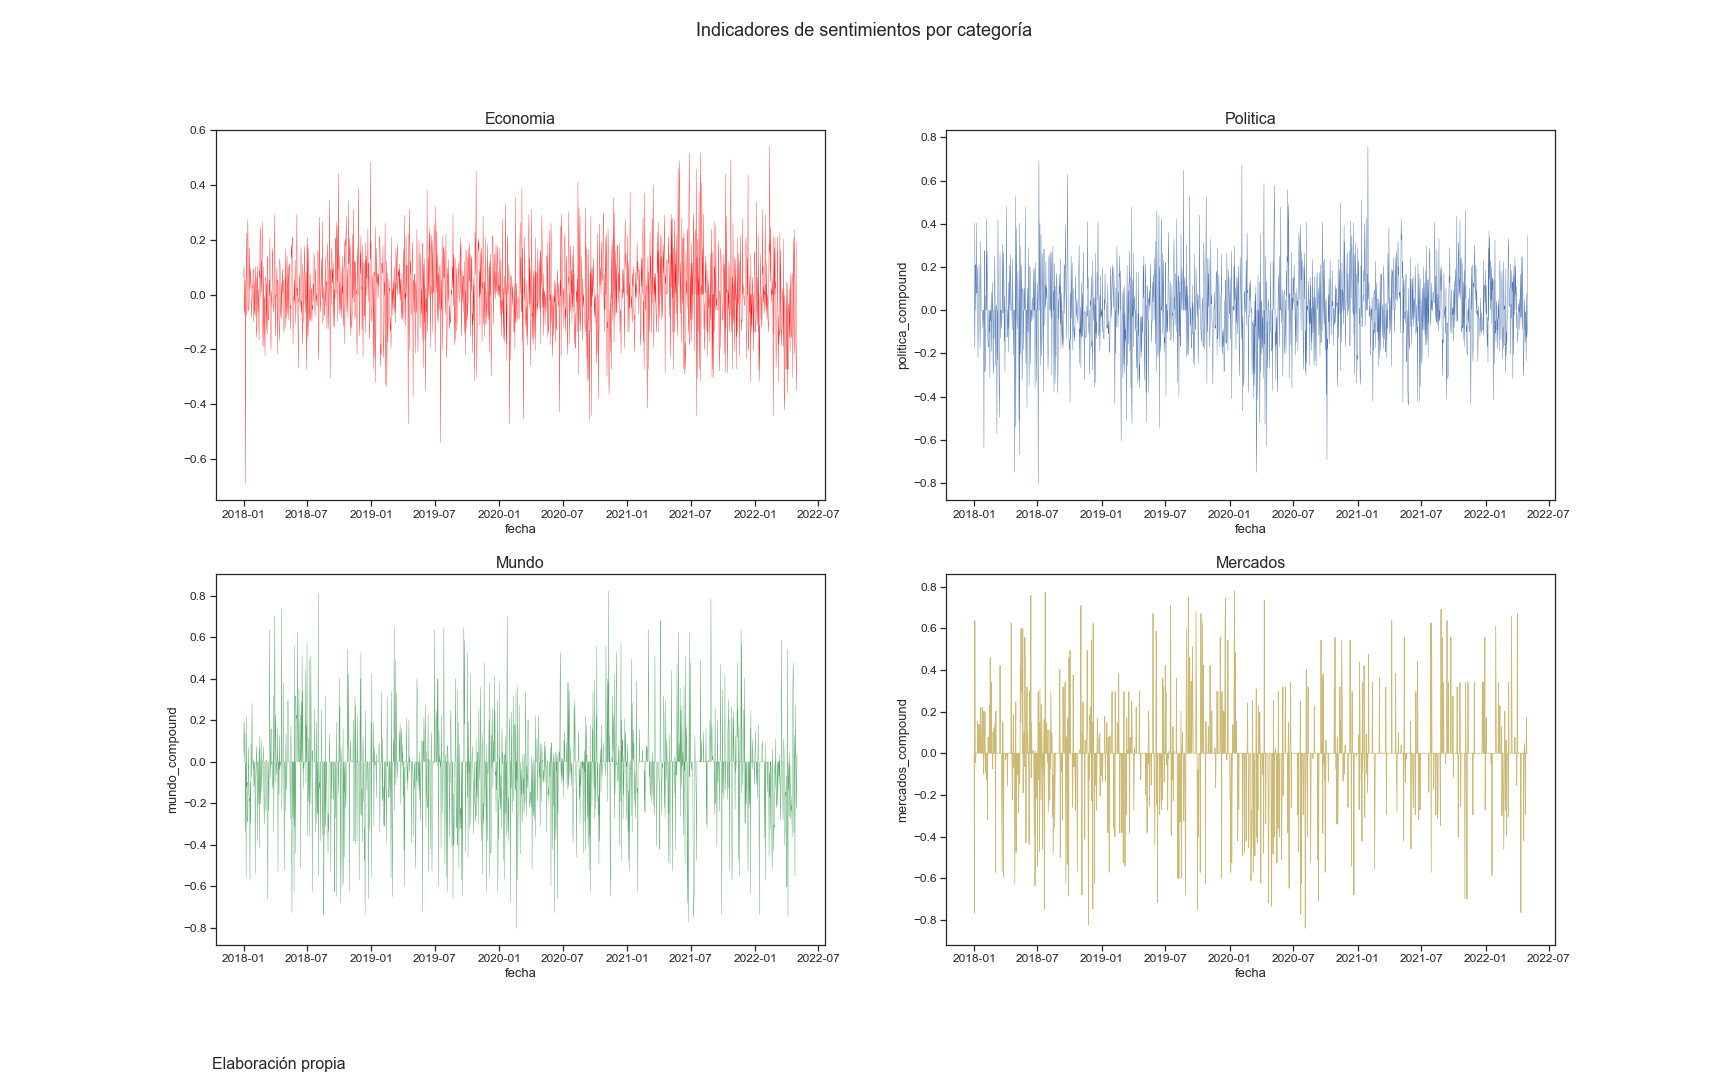 Indicadores de sentimientos por categoría
Economia
0.6
0.4
0.2
0.0
−0.2
−0.4
−0.6
2018-01 2018-07 2019-01 2019-07 2020-01 2020-07 2021-01 2021-07 2022-01 2022-07
fecha
Politica
politica_compound
0.8
0.6
0.4
0.2
0.0
−0.2
−0.4
−0.6
−0.8
2018-01 2018-07 2019-01 2019-07 2020-01 2020-07 2021-01 2021-07 2022-01 2022-07
fecha
Mundo
mundo_compound
0.8
0.6
0.4
0.2
0.0
−0.2
−0.4
−0.6
−0.8
2018-01 2018-07 2019-01 2019-07 2020-01 2020-07 2021-01 2021-07 2022-01 2022-07
fecha
Mercados
mercados_compound
0.8
0.6
0.4
0.2
0.0
−0.2
−0.4
−0.6
−0.8
2018-01 2018-07 2019-01 2019-07 2020-01 2020-07 2021-01 2021-07 2022-01 2022-07
fecha
Elaboración propia